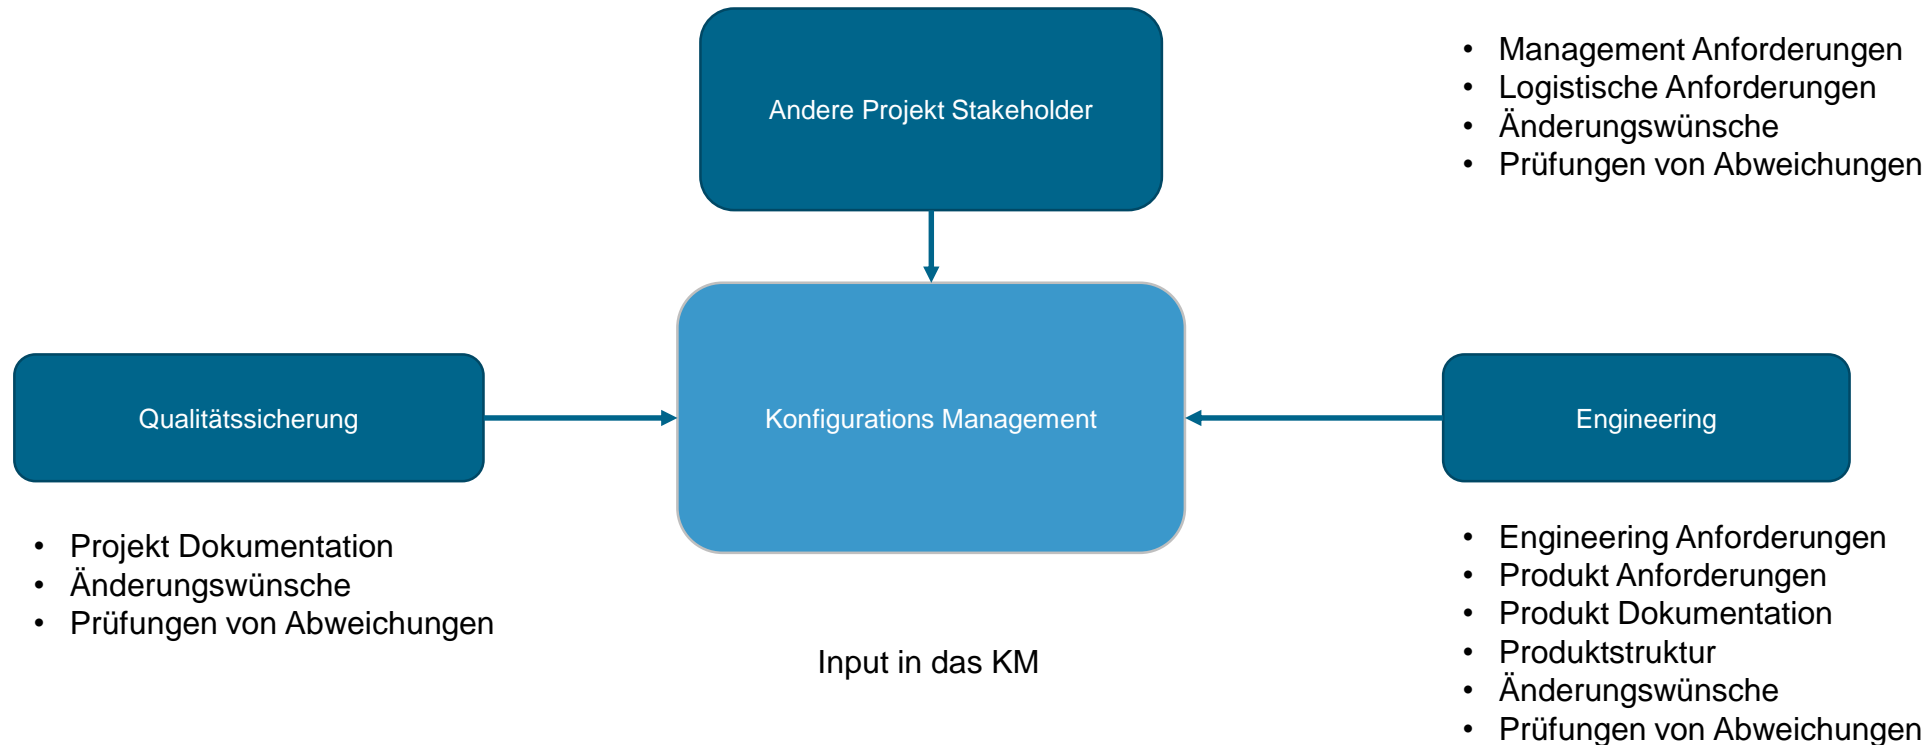 Andere Projekt Stakeholder
• Management Anforderungen
• Logistische Anforderungen
• Änderungswünsche
• Prüfungen von Abweichungen
Qualitätssicherung
Konfigurations Management
Engineering
• Projekt Dokumentation
• Änderungswünsche
• Prüfungen von Abweichungen
Input in das KM
• Engineering Anforderungen
• Produkt Anforderungen
• Produkt Dokumentation
• Produktstruktur
• Änderungswünsche
• Prüfungen von Abweichungen